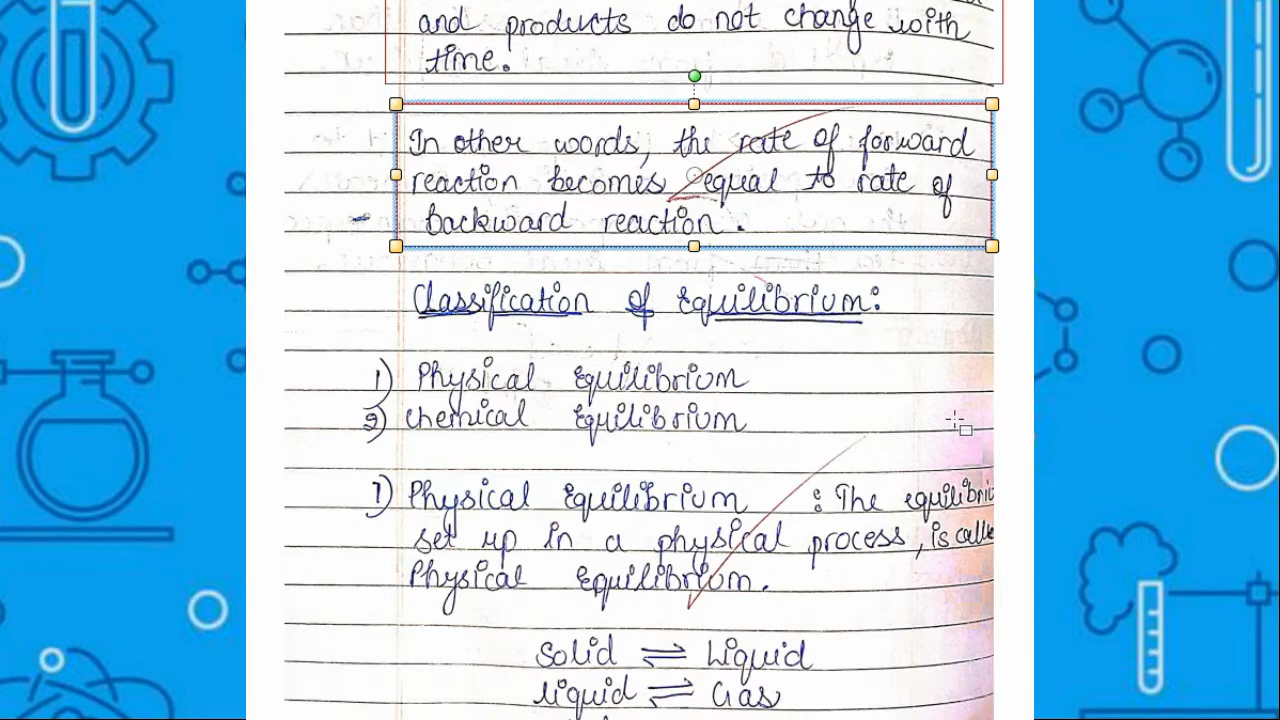 and products do not change with
time.
In other words, the rate of forward
reaction becomes equal to rate of
backward reaction.
Classification of Equilibrium:
1) Physical Equilibrium
2) Chemical Equilibrium
1) Physical Equilibrium : The equilibriu
set up in a physical process, is calle
Physical Equilibrium.
Solid ⇌ Liquid
Liquid ⇌ Gas